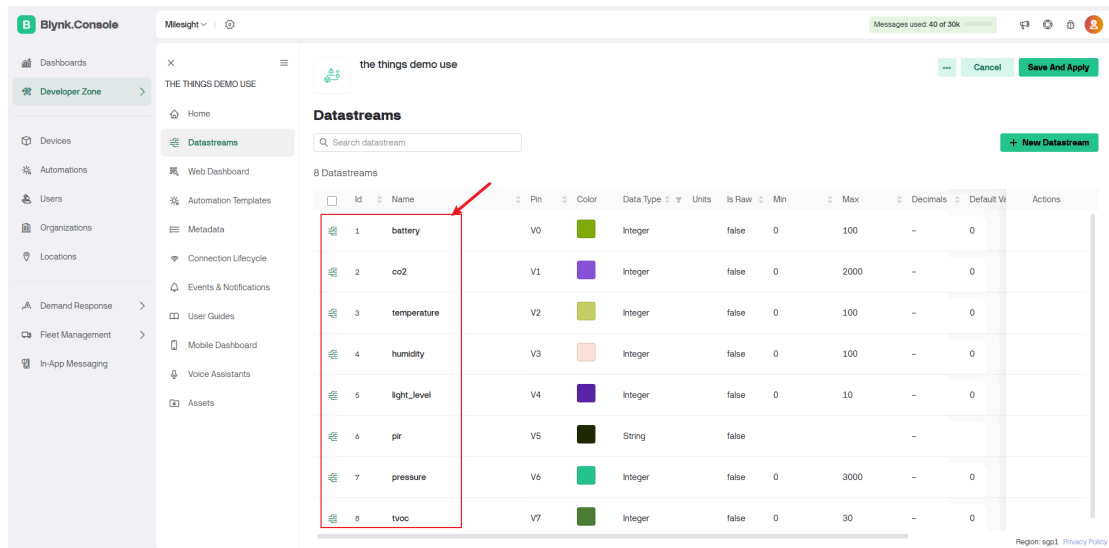 B Blynk.Console
Milesight
Messages used: 40 of 30k
Dashboards
Developer Zone
Devices
Automations
Users
Organizations
Locations
Demand Response
Fleet Management
In-App Messaging
THE THINGS DEMO USE
Home
Datastreams
Web Dashboard
Automation Templates
Metadata
Connection Lifecycle
Events & Notifications
User Guides
Mobile Dashboard
Voice Assistants
Assets
the things demo use
Cancel
Save And Apply
Datastreams
Search datastream
+ New Datastream
8 Datastreams
Id Name Pin Color Data Type Units Is Raw Min Max Decimals Default Va Actions
1 battery V0 Integer false 0 100 – 0
2 co2 V1 Integer false 0 2000 – 0
3 temperature V2 Integer false 0 100 – 0
4 humidity V3 Integer false 0 100 – 0
5 light_level V4 Integer false 0 10 – 0
6 pir V5 String false –
7 pressure V6 Integer false 0 3000 – 0
8 tvoc V7 Integer false 0 30 – 0
Region: sgp1 Privacy Policy